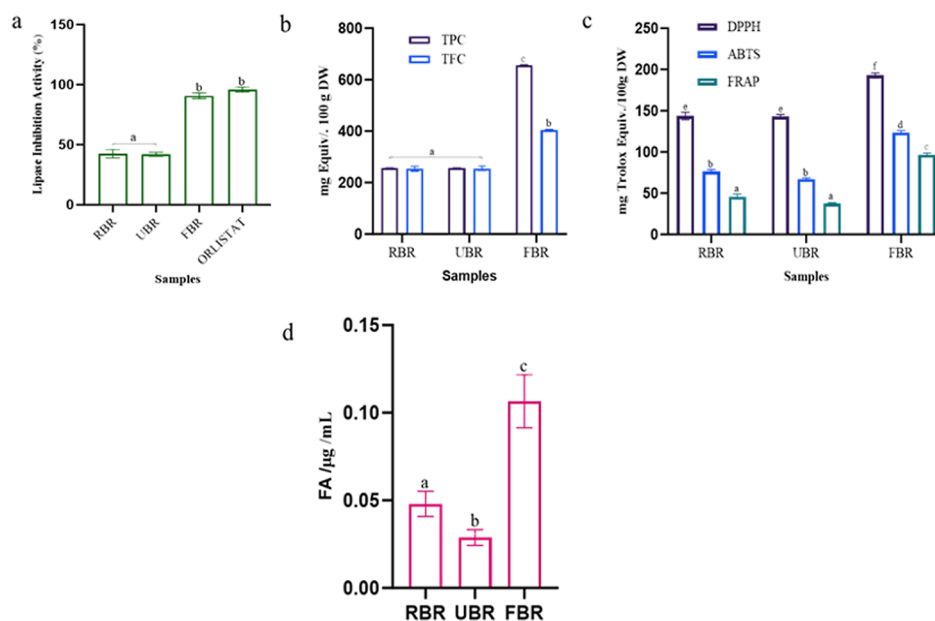 a
Lipase Inhibition Activity (%)
150
100
50
0
a
b
b
RBR
UBR
FBR
ORLISTAT
Samples
b
mg Equiv/. 100 g DW
TPC
TFC
800
600
400
200
0
a
c
b
RBR
UBR
FBR
Samples
c
mg Trolox Equiv./100g DW
DPPH
ABTS
FRAP
250
200
150
100
50
0
e
b
a
e
b
a
f
d
c
RBR
UBR
FBR
Samples
d
FA /µg /mL
0.15
0.10
0.05
0.00
a
b
c
RBR UBR FBR